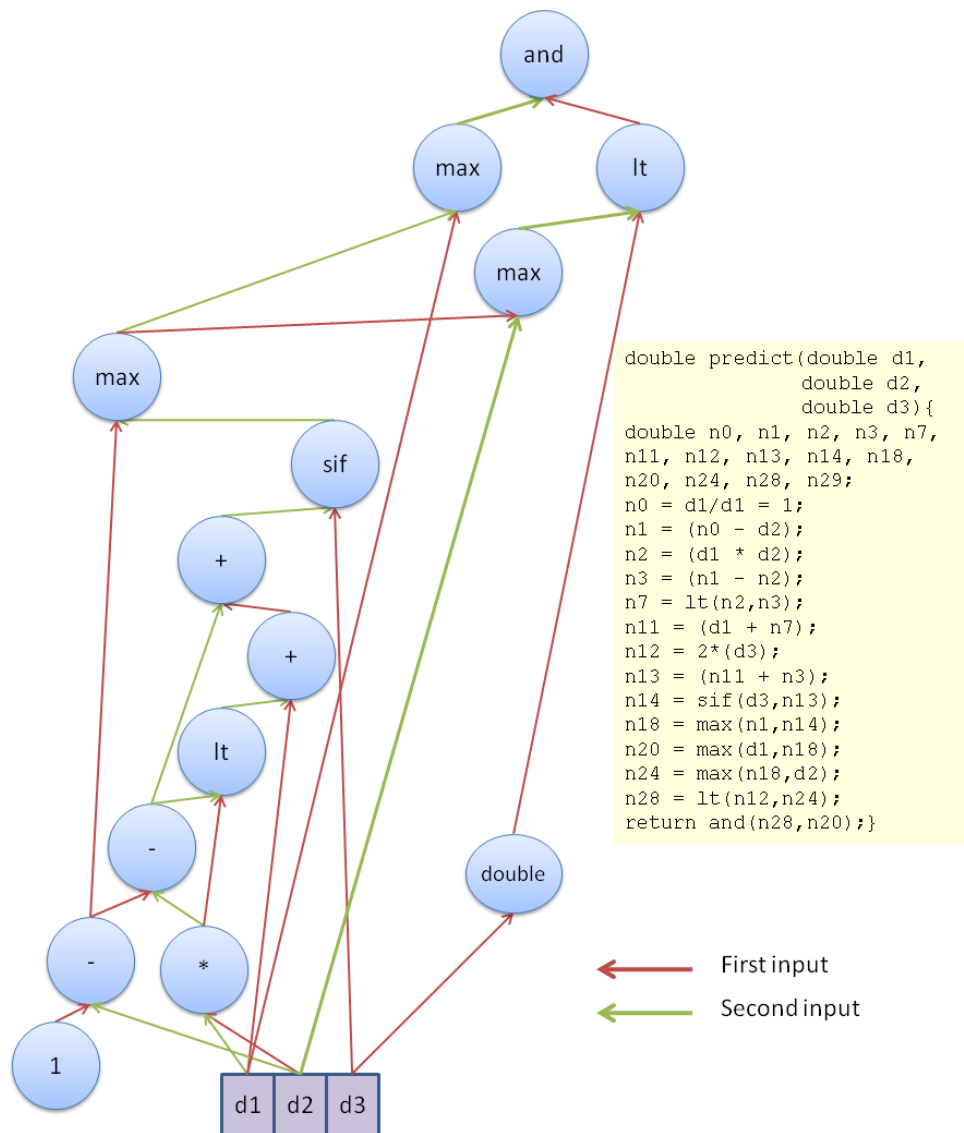 and
max
lt
max
max
sif
+
+
lt
-
double
-
*
1
d1 d2 d3
double predict(double d1,
double d2,
double d3){
double n0, n1, n2, n3, n7,
n11, n12, n13, n14, n18,
n20, n24, n28, n29;
n0 = d1/d1 = 1;
n1 = (n0 - d2);
n2 = (d1 * d2);
n3 = (n1 - n2);
n7 = lt(n2,n3);
n11 = (d1 + n7);
n12 = 2*(d3);
n13 = (n11 + n3);
n14 = sif(d3,n13);
n18 = max(n1,n14);
n20 = max(d1,n18);
n24 = max(n18,d2);
n28 = lt(n12,n24);
return and(n28,n20);}
First input
Second input